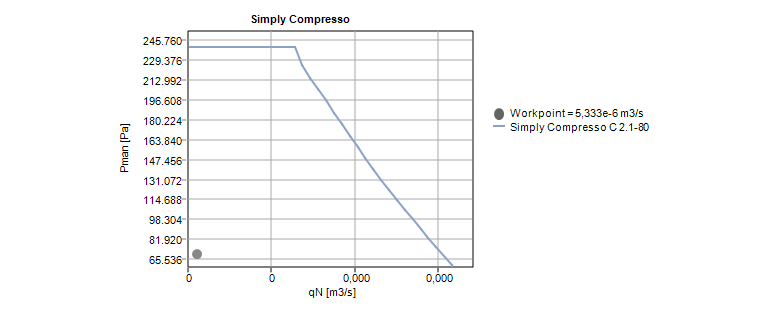 Simply Compresso
245.760
229.376
212.992
196.608
180.224
163.840
147.456
131.072
114.688
98.304
81.920
65.536
Pman [Pa]
0 0 0,000 0,000
qN [m3/s]
Workpoint = 5,333e-6 m3/s
Simply Compresso C 2.1-80